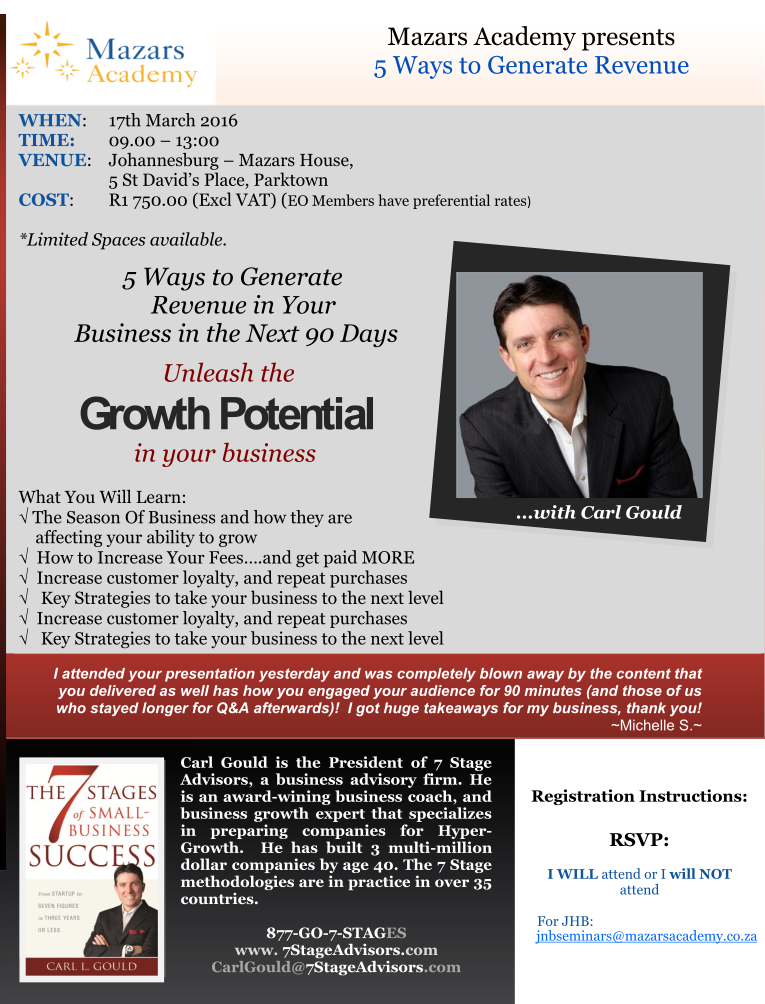 Mazars
Academy
Mazars Academy presents
5 Ways to Generate Revenue
WHEN: 17th March 2016
TIME: 09.00 – 13:00
VENUE: Johannesburg – Mazars House,
5 St David's Place, Parktown
COST: R1 750.00 (Excl VAT) (EO Members have preferential rates)
*Limited Spaces available.
5 Ways to Generate
Revenue in Your
Business in the Next 90 Days
Unleash the
Growth Potential
in your business
...with Carl Gould
What You Will Learn:
√ The Season Of Business and how they are
affecting your ability to grow
√ How to Increase Your Fees....and get paid MORE
√ Increase customer loyalty, and repeat purchases
√ Key Strategies to take your business to the next level
√ Increase customer loyalty, and repeat purchases
√ Key Strategies to take your business to the next level
I attended your presentation yesterday and was completely blown away by the content that
you delivered as well has how you engaged your audience for 90 minutes (and those of us
who stayed longer for Q&A afterwards)! I got huge takeaways for my business, thank you!
~Michelle S.~
THE 7 STAGES
of SMALL-
BUSINESS
SUCCESS
From STARTUP to
SEVEN FIGURES
in THREE YEARS
OR LESS
CARL L. GOULD
Carl Gould is the President of 7 Stage
Advisors, a business advisory firm. He
is an award-wining business coach, and
business growth expert that specializes
in preparing companies for Hyper-
Growth. He has built 3 multi-million
dollar companies by age 40. The 7 Stage
methodologies are in practice in over 35
countries.
877-GO-7-STAGES
www. 7StageAdvisors.com
CarlGould@7StageAdvisors.com
Registration Instructions:
RSVP:
I WILL attend or I will NOT
attend
For JHB:
jnbseminars@mazarsacademy.co.za